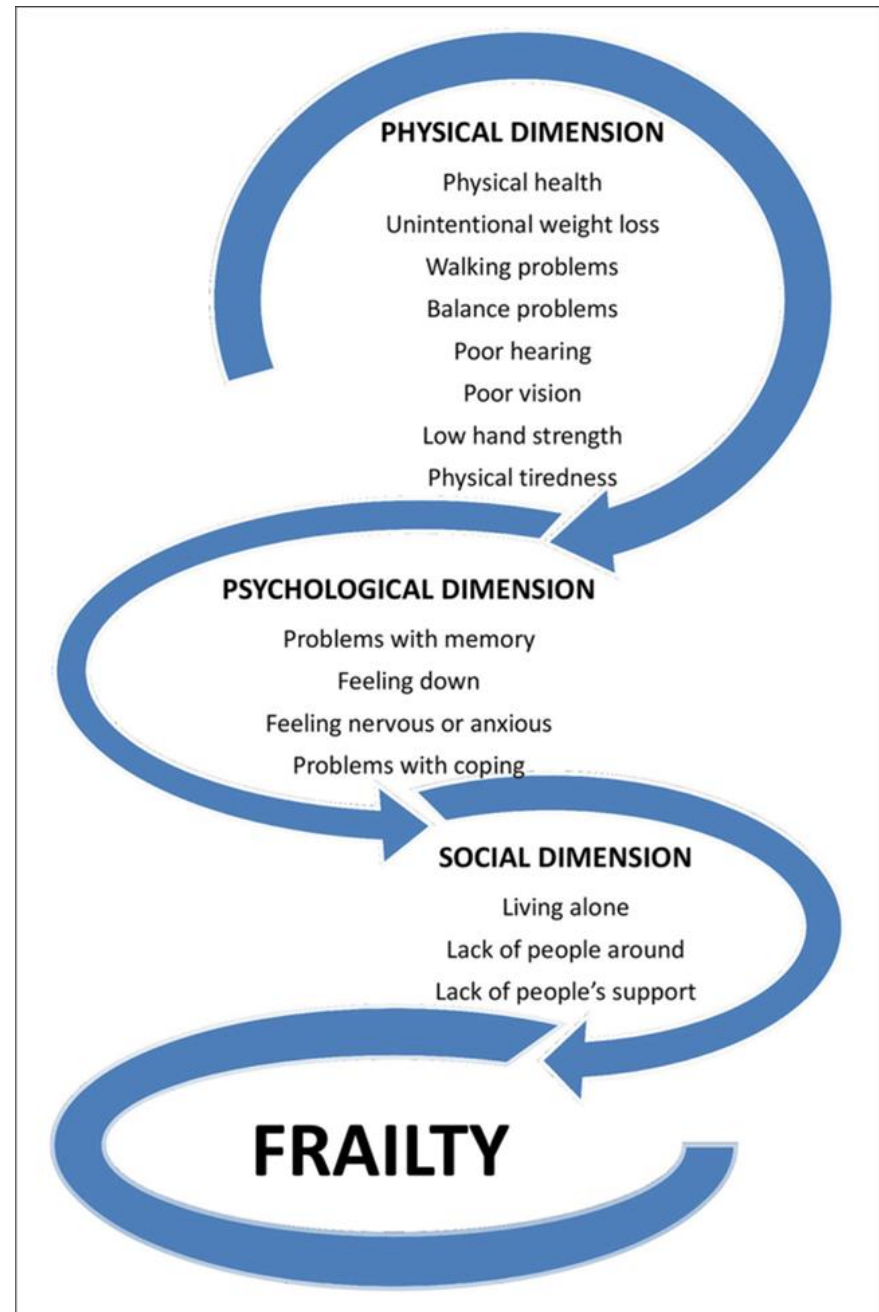 PHYSICAL DIMENSION
Physical health
Unintentional weight loss
Walking problems
Balance problems
Poor hearing
Poor vision
Low hand strength
Physical tiredness
PSYCHOLOGICAL DIMENSION
Problems with memory
Feeling down
Feeling nervous or anxious
Problems with coping
SOCIAL DIMENSION
Living alone
Lack of people around
Lack of people’s support
FRAILTY